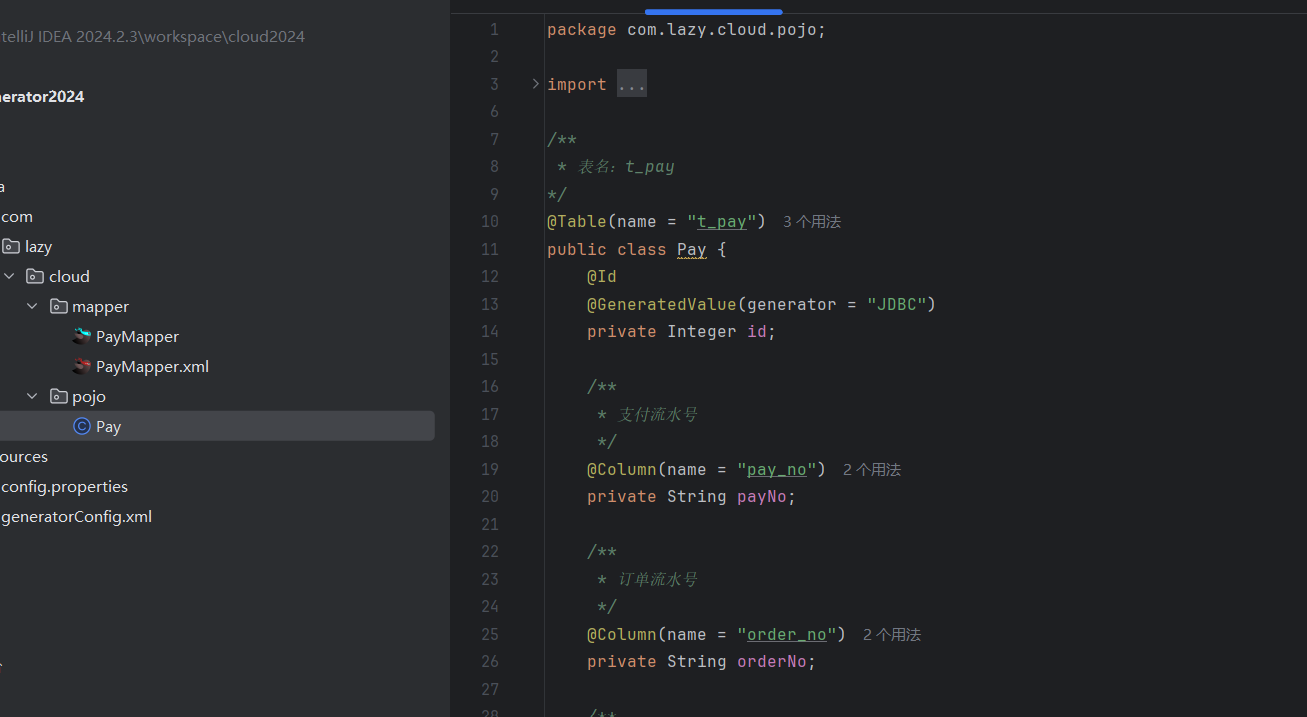 telliJ IDEA 2024.2.3\workspace\cloud2024
erator2024
a
com
lazy
cloud
mapper
PayMapper
PayMapper.xml
pojo
Pay
ources
config.properties
generatorConfig.xml
1 package com.lazy.cloud.pojo;
2
3 import ...
6
7 /**
8 * 表名：t_pay
9 */
10 @Table(name = "t_pay") 3 个用法
11 public class Pay {
12 @Id
13 @GeneratedValue(generator = "JDBC")
14 private Integer id;
15
16 /**
17 * 支付流水号
18 */
19 @Column(name = "pay_no") 2 个用法
20 private String payNo;
21
22 /**
23 * 订单流水号
24 */
25 @Column(name = "order_no") 2 个用法
26 private String orderNo;
27
28 /**